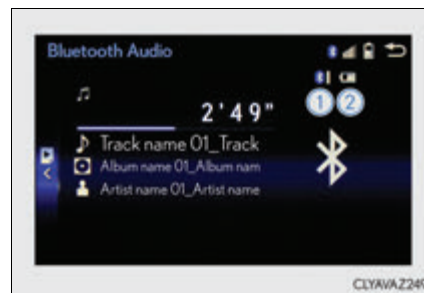 Bluetooth Audio
1 2
2'49"
Track name 01_Track
Album name 01_Album nam
Artist name 01_Artist name
CLYAVAZ249